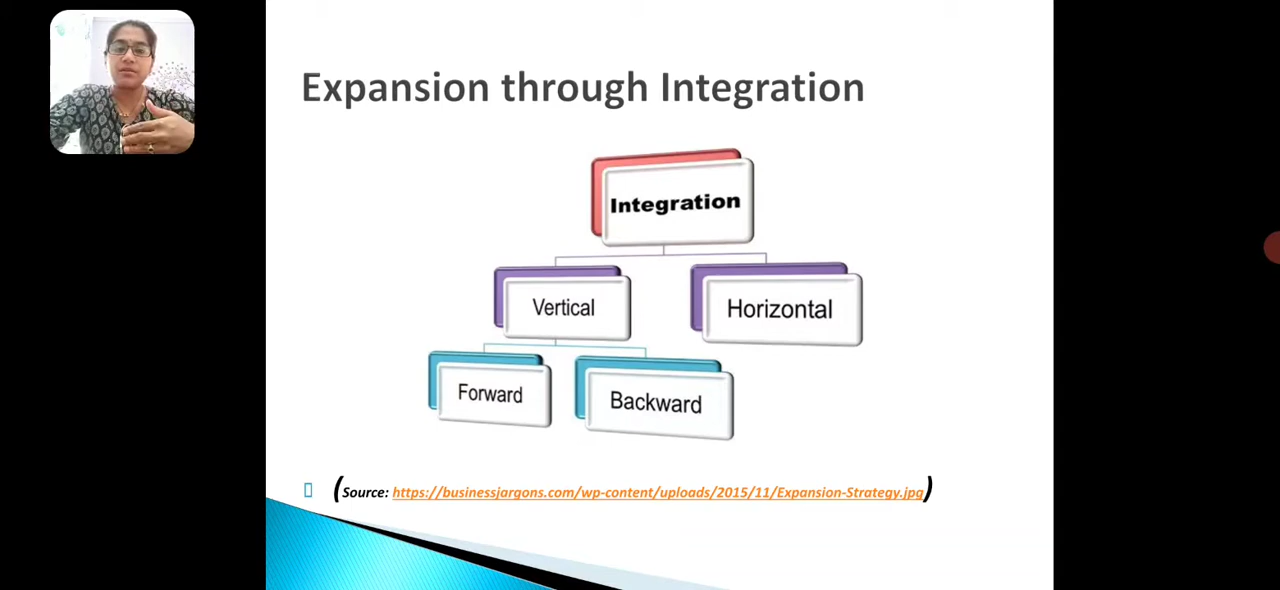 Expansion through Integration
Integration
Vertical
Horizontal
Forward
Backward
(Source: https://businessjargons.com/wp-content/uploads/2015/11/Expansion-Strategy.jpg)